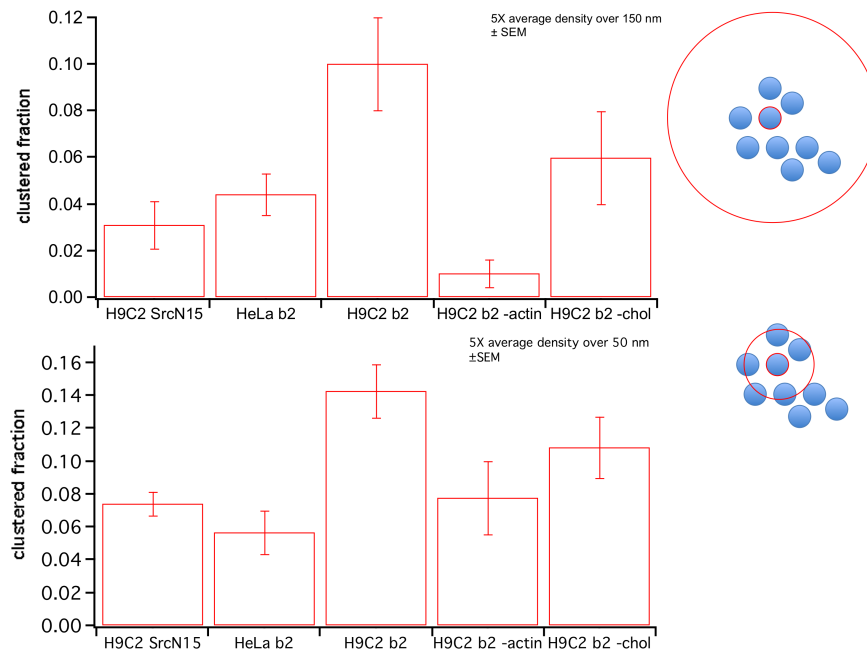 0.12
5X average density over 150 nm
± SEM
0.10
0.08
0.06
0.04
0.02
0.00
clustered fraction
H9C2 SrcN15 HeLa b2 H9C2 b2 H9C2 b2 -actin H9C2 b2 -chol
5X average density over 50 nm
±SEM
0.16
0.14
0.12
0.10
0.08
0.06
0.04
0.02
0.00
clustered fraction
H9C2 SrcN15 HeLa b2 H9C2 b2 H9C2 b2 -actin H9C2 b2 -chol